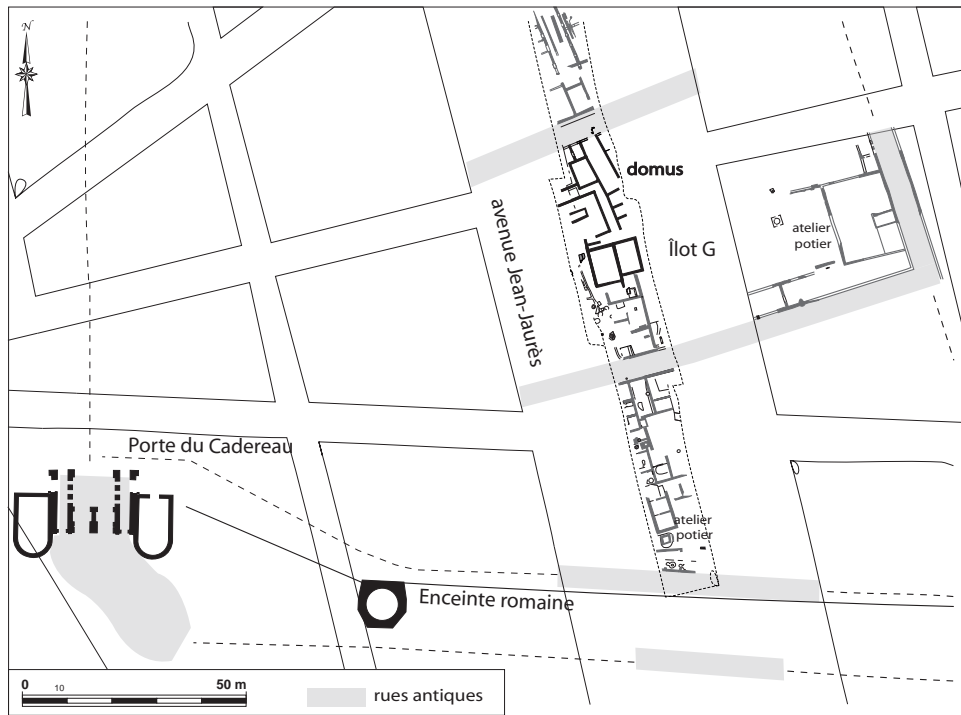 N
domus
avenue Jean-Jaurès
Îlot G
atelier
potier
Porte du Cadereau
atelier
potier
Enceinte romaine
0 10 50 m
rues antiques